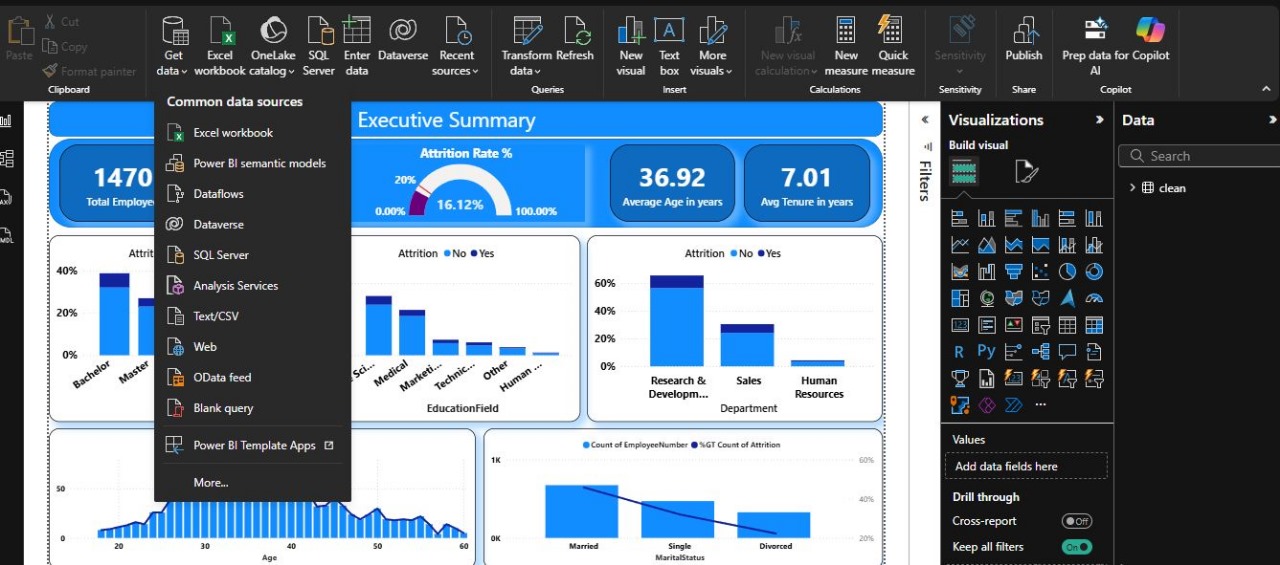 Paste
Cut
Copy
Format painter
Clipboard
Get data
Excel workbook
OneLake catalog
SQL Server
Enter data
Dataverse
Recent sources
Transform data
Refresh
Queries
New visual
Text box
More visuals
Insert
New visual calculation
New measure
Quick measure
Calculations
Sensitivity
Sensitivity
Publish
Share
Prep data for AI
Copilot
Copilot
Common data sources
Excel workbook
Power BI semantic models
Dataflows
Dataverse
SQL Server
Analysis Services
Text/CSV
Web
OData feed
Blank query
Power BI Template Apps
More...
Executive Summary
1470
Total Employe
Attrition Rate %
20%
0.00%
16.12%
100.00%
36.92
Average Age in years
7.01
Avg Tenure in years
Attrit
40%
20%
0%
Bachelor
Master
Attrition No Yes
Sci...
Medical
Marketi...
Technic...
Other
Human ...
EducationField
Attrition No Yes
60%
40%
20%
0%
Research & Developm...
Sales
Human Resources
Department
50
0
20
30
40
50
60
Age
Count of EmployeeNumber %GT Count of Attrition
1K
0K
60%
40%
20%
Married
Single
Divorced
MaritalStatus
Filters
Visualizations
Build visual
R
Py
123
...
Values
Add data fields here
Drill through
Cross-report
Off
Keep all filters
On
Data
Search
clean